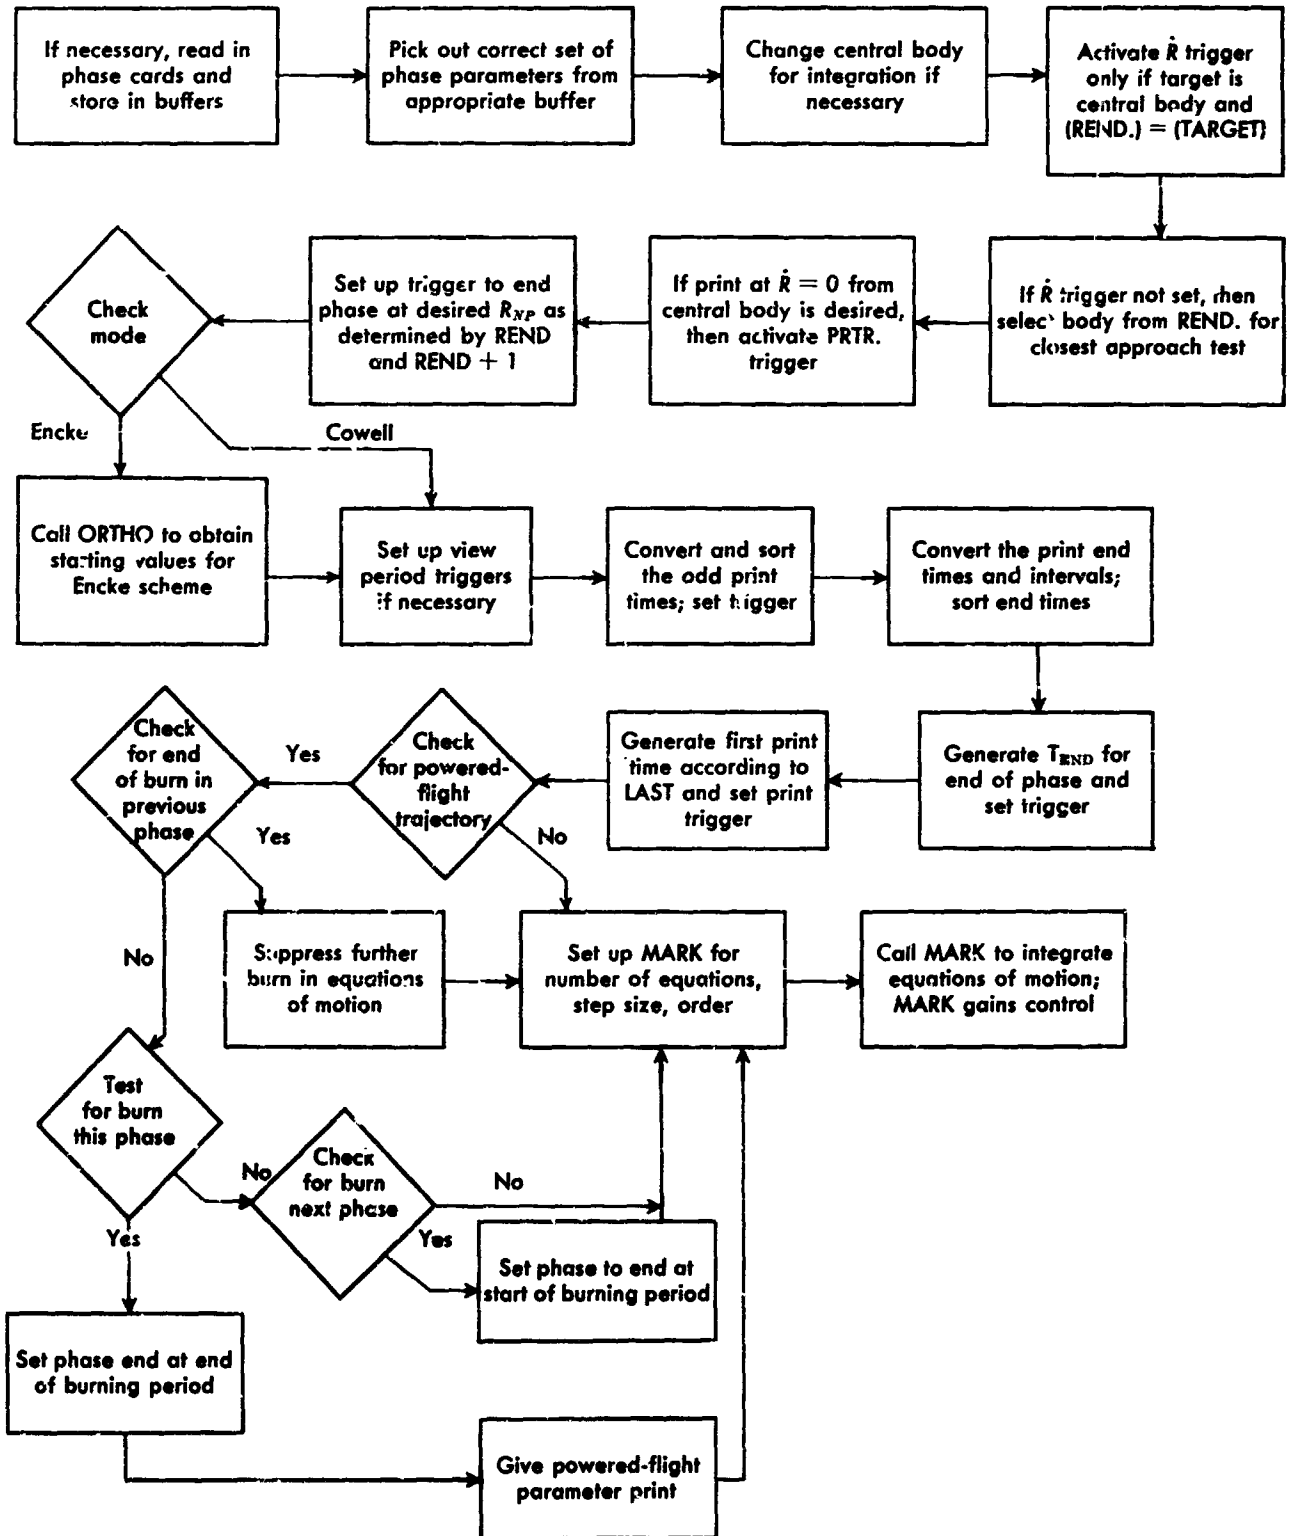 If necessary, read in
phase cards and
store in buffers
Pick out correct set of
phase parameters from
appropriate buffer
Change central body
for integration if
necessary
Activate Ṙ trigger
only if target is
central body and
(REND.) = (TARGET)
If Ṙ trigger not set, then
select body from REND. for
closest approach test
If print at Ṙ = 0 from
central body is desired,
then activate PRTR.
trigger
Set up trigger to end
phase at desired R_NP as
determined by REND
and REND + 1
Check
mode
Encke
Cowell
Call ORTHO to obtain
starting values for
Encke scheme
Set up view
period triggers
if necessary
Convert and sort
the odd print
times; set trigger
Convert the print end
times and intervals;
sort end times
Generate T_END for
end of phase and
set trigger
Generate first print
time according to
LAST and set print
trigger
Check
for powered-
flight
trajectory
Yes
No
Check
for end
of burn in
previous
phase
Yes
No
Suppress further
burn in equations
of motion
Set up MARK for
number of equations,
step size, order
Call MARK to integrate
equations of motion;
MARK gains control
Test
for burn
this phase
No
Yes
Check
for burn
next phase
No
Yes
Set phase to end at
start of burning period
Set phase end at end
of burning period
Give powered-flight
parameter print